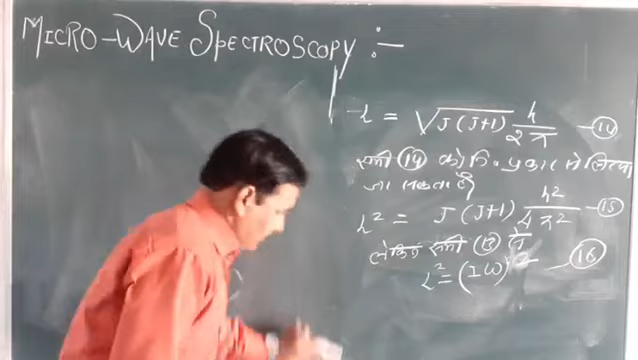 MICRO-WAVE SPECTROSCOPY :-
L = √J(J+1) h/2π —(14)
समी (14) को नि० प्रकार से लिखा
जा सकता है
L² = J(J+1) h²/4π² —(15)
लेकिन समी (13) से
L² = (Iω)² —(16)